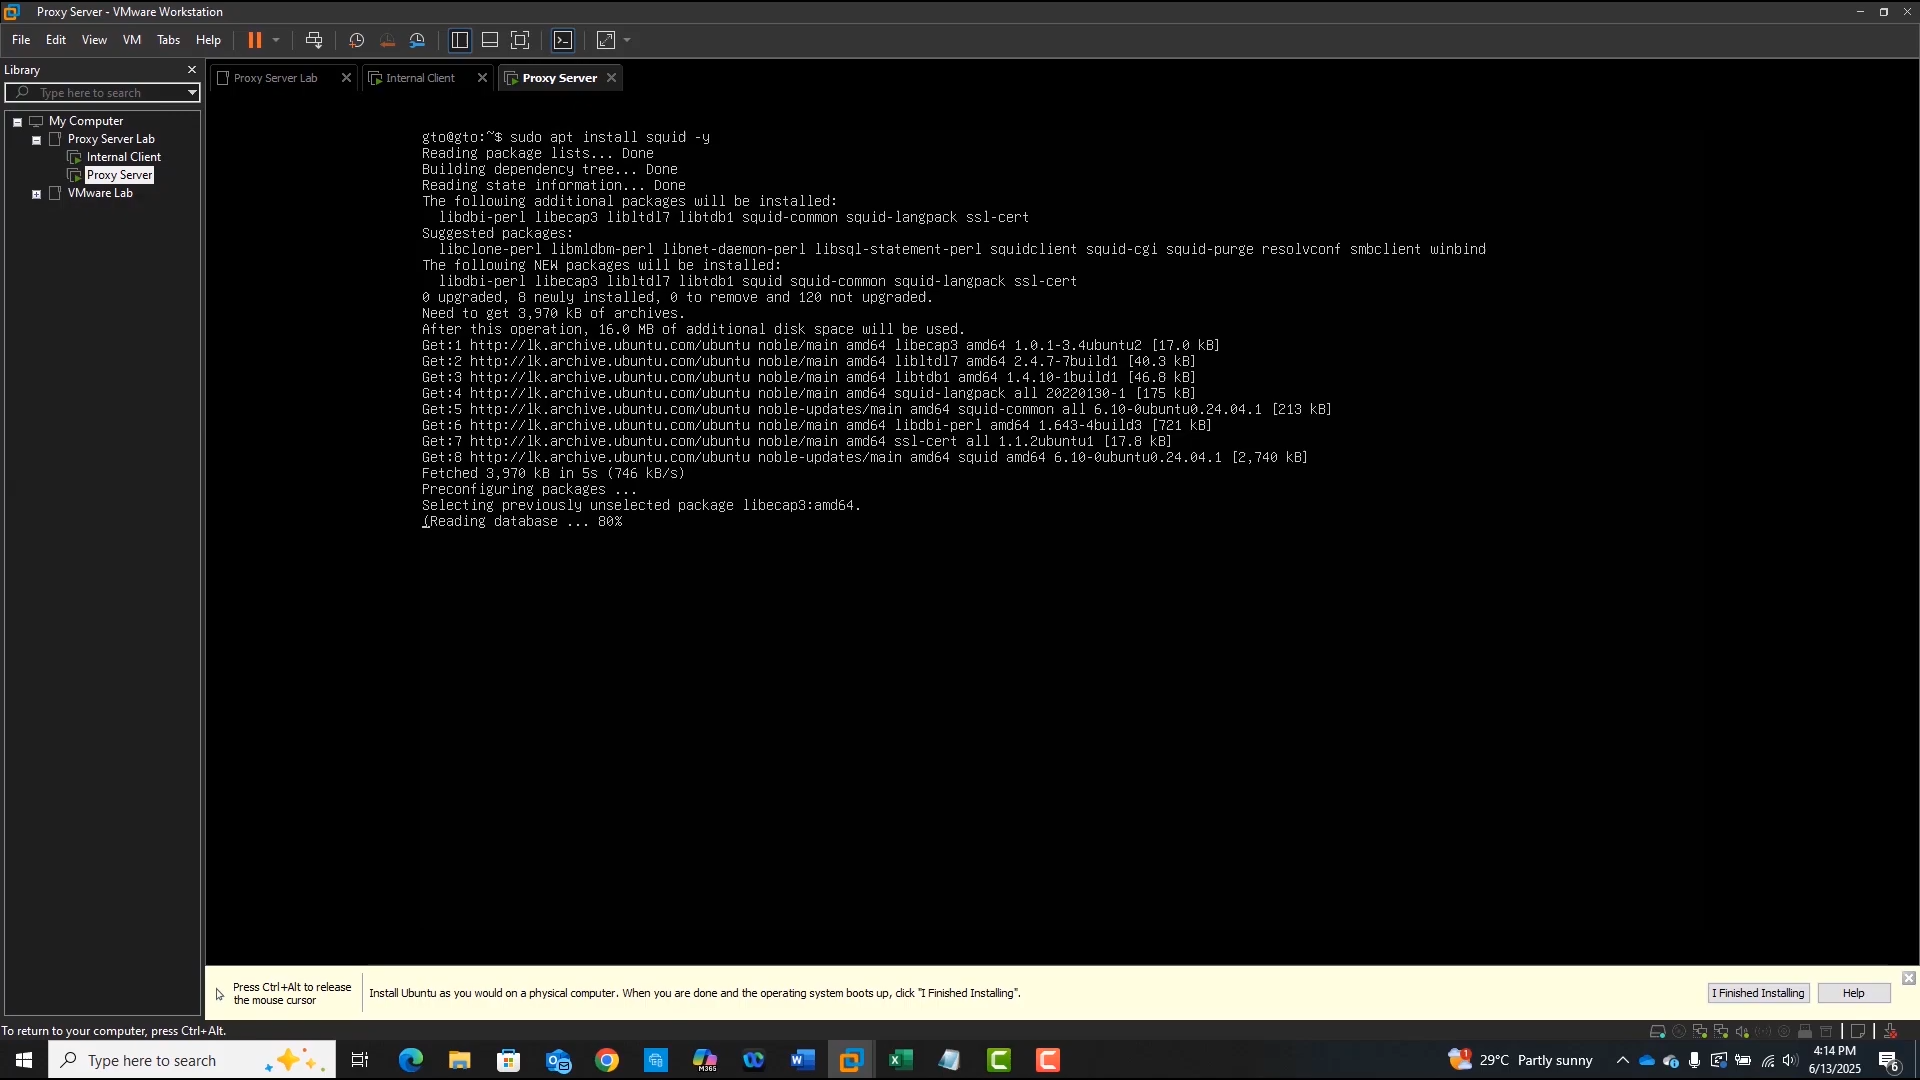 Proxy Server - VMware Workstation
File Edit View VM Tabs Help
Library
Type here to search
My Computer
Proxy Server Lab
Internal Client
Proxy Server
VMware Lab
Proxy Server Lab Internal Client Proxy Server
gto@gto:~$ sudo apt install squid -y
Reading package lists... Done
Building dependency tree... Done
Reading state information... Done
The following additional packages will be installed:
libdbi-perl libecap3 libltdl7 libtdb1 squid-common squid-langpack ssl-cert
Suggested packages:
libclone-perl libmldbm-perl libnet-daemon-perl libsql-statement-perl squidclient squid-cgi squid-purge resolvconf smbclient winbind
The following NEW packages will be installed:
libdbi-perl libecap3 libltdl7 libtdb1 squid squid-common squid-langpack ssl-cert
0 upgraded, 8 newly installed, 0 to remove and 120 not upgraded.
Need to get 3,970 kB of archives.
After this operation, 16.0 MB of additional disk space will be used.
Get:1 http://lk.archive.ubuntu.com/ubuntu noble/main amd64 libecap3 amd64 1.0.1-3.4ubuntu2 [17.0 kB]
Get:2 http://lk.archive.ubuntu.com/ubuntu noble/main amd64 libltdl7 amd64 2.4.7-7build1 [40.3 kB]
Get:3 http://lk.archive.ubuntu.com/ubuntu noble/main amd64 libtdb1 amd64 1.4.10-1build1 [46.8 kB]
Get:4 http://lk.archive.ubuntu.com/ubuntu noble/main amd64 squid-langpack all 20220130-1 [175 kB]
Get:5 http://lk.archive.ubuntu.com/ubuntu noble-updates/main amd64 squid-common all 6.10-0ubuntu0.24.04.1 [213 kB]
Get:6 http://lk.archive.ubuntu.com/ubuntu noble/main amd64 libdbi-perl amd64 1.643-4build3 [721 kB]
Get:7 http://lk.archive.ubuntu.com/ubuntu noble/main amd64 ssl-cert all 1.1.2ubuntu1 [17.8 kB]
Get:8 http://lk.archive.ubuntu.com/ubuntu noble-updates/main amd64 squid amd64 6.10-0ubuntu0.24.04.1 [2,740 kB]
Fetched 3,970 kB in 5s (746 kB/s)
Preconfiguring packages ...
Selecting previously unselected package libecap3:amd64.
(Reading database ... 80%
Press Ctrl+Alt to release
the mouse cursor
Install Ubuntu as you would on a physical computer. When you are done and the operating system boots up, click "I Finished Installing".
I Finished Installing Help
To return to your computer, press Ctrl+Alt.
Type here to search
M365
1
29°C Partly sunny
4:14 PM
6/13/2025
6